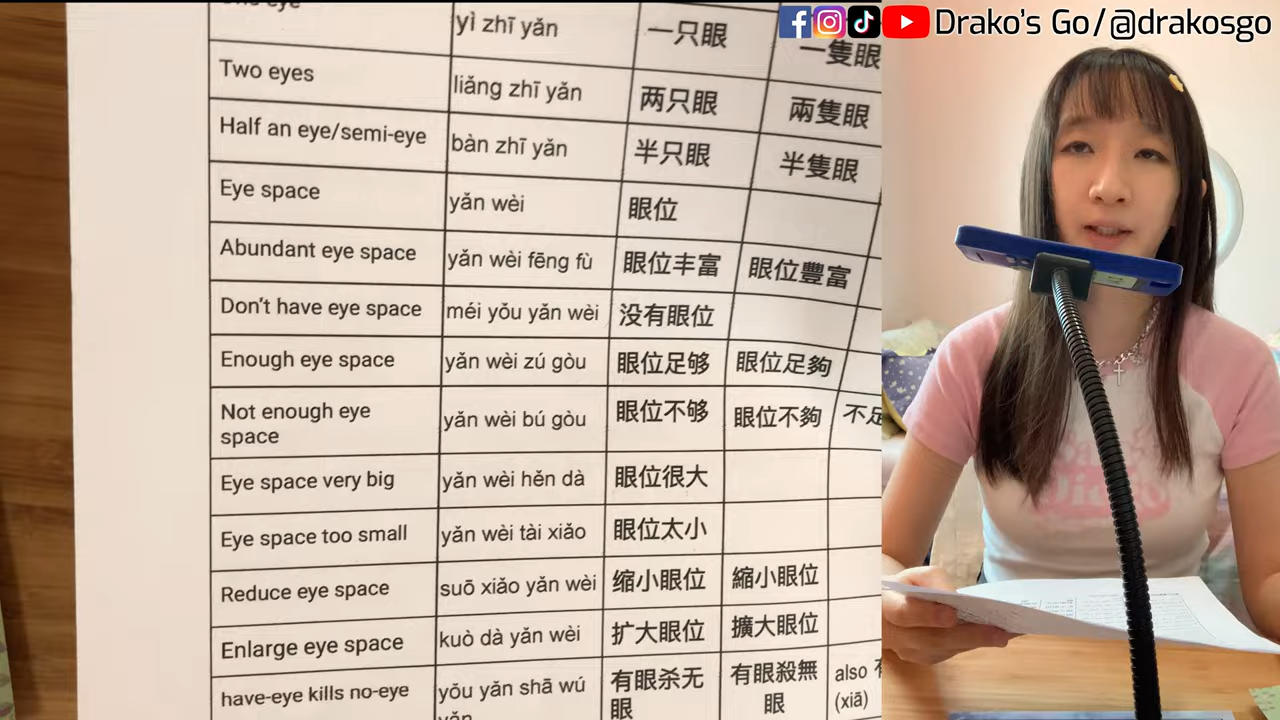 Drako's Go/@drakosgo
eye
yì zhī yǎn
一只眼
一隻眼
Two eyes
liǎng zhī yǎn
两只眼
兩隻眼
Half an eye/semi-eye
bàn zhī yǎn
半只眼
半隻眼
Eye space
yǎn wèi
眼位
Abundant eye space
yǎn wèi fēng fù
眼位丰富
眼位豐富
Don't have eye space
méi yǒu yǎn wèi
没有眼位
Enough eye space
yǎn wèi zú gòu
眼位足够
眼位足夠
Not enough eye
space
yǎn wèi bú gòu
眼位不够
眼位不夠
不足
Eye space very big
yǎn wèi hěn dà
眼位很大
Eye space too small
yǎn wèi tài xiǎo
眼位太小
Reduce eye space
suō xiǎo yǎn wèi
缩小眼位
縮小眼位
Enlarge eye space
kuò dà yǎn wèi
扩大眼位
擴大眼位
have-eye kills no-eye
yǒu yǎn shā wú
yǎn
有眼杀无
眼
有眼殺無
眼
also
(xiā)